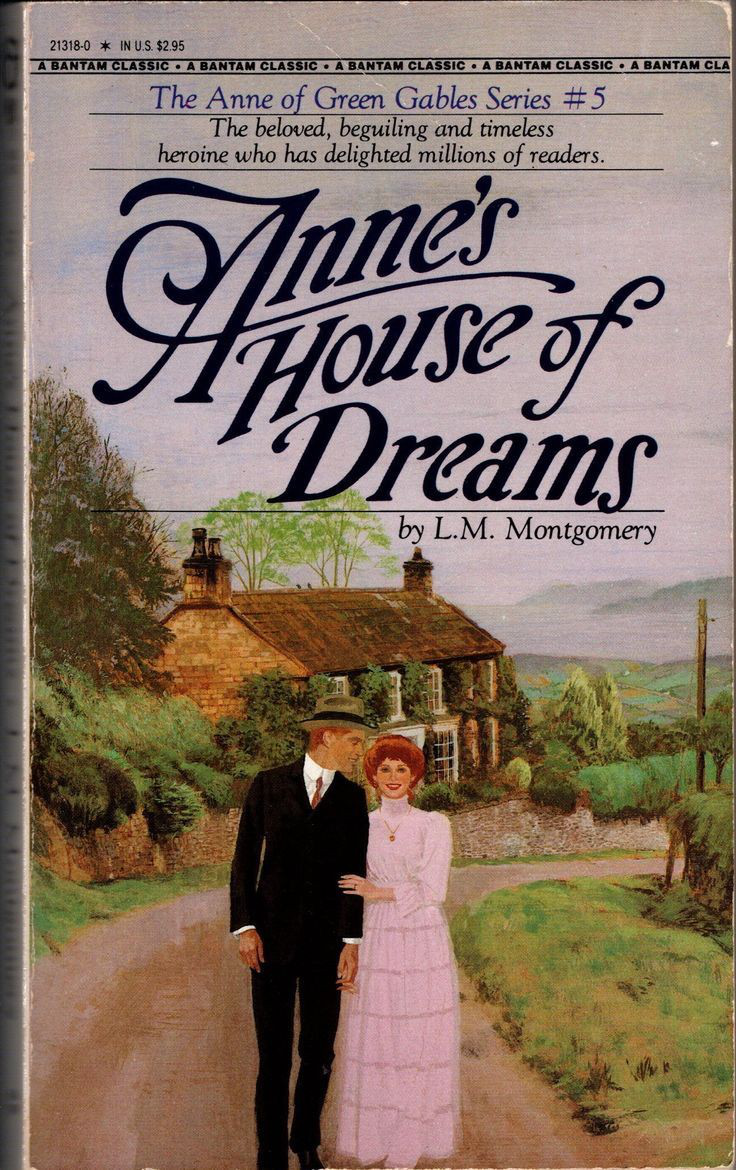 21318-0 ★ IN U.S. $2.95
A BANTAM CLASSIC • A BANTAM CLASSIC • A BANTAM CLASSIC • A BANTAM CLASSIC • A BANTAM CLA
The Anne of Green Gables Series #5
The beloved, beguiling and timeless
heroine who has delighted millions of readers.
Anne's
House of
Dreams
by L.M. Montgomery